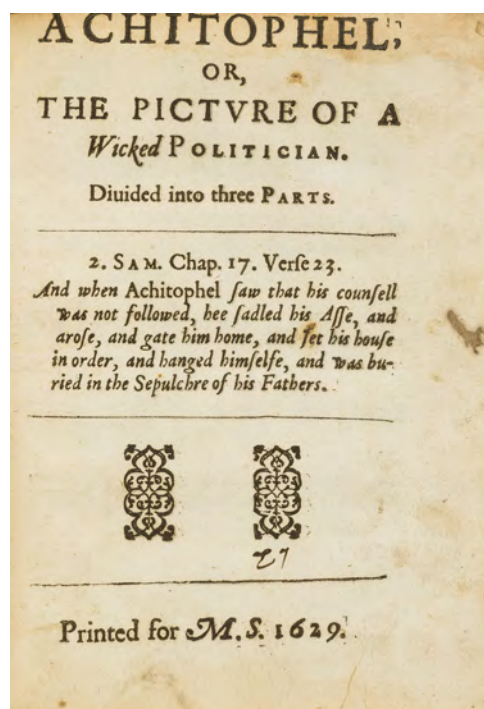 ACHITOPHEL;
OR,
THE PICTVRE OF A
Wicked POLITICIAN.
Diuided into three PARTS.
2. SAM. Chap. 17. Verſe 23.
And when Achitophel ſaw that his counſell
was not followed, hee ſadled his Aſſe, and
aroſe, and gate him home, and ſet his houſe
in order, and hanged himſelfe, and was bu-
ried in the Sepulchre of his Fathers.
27
Printed for M. S. 1629.